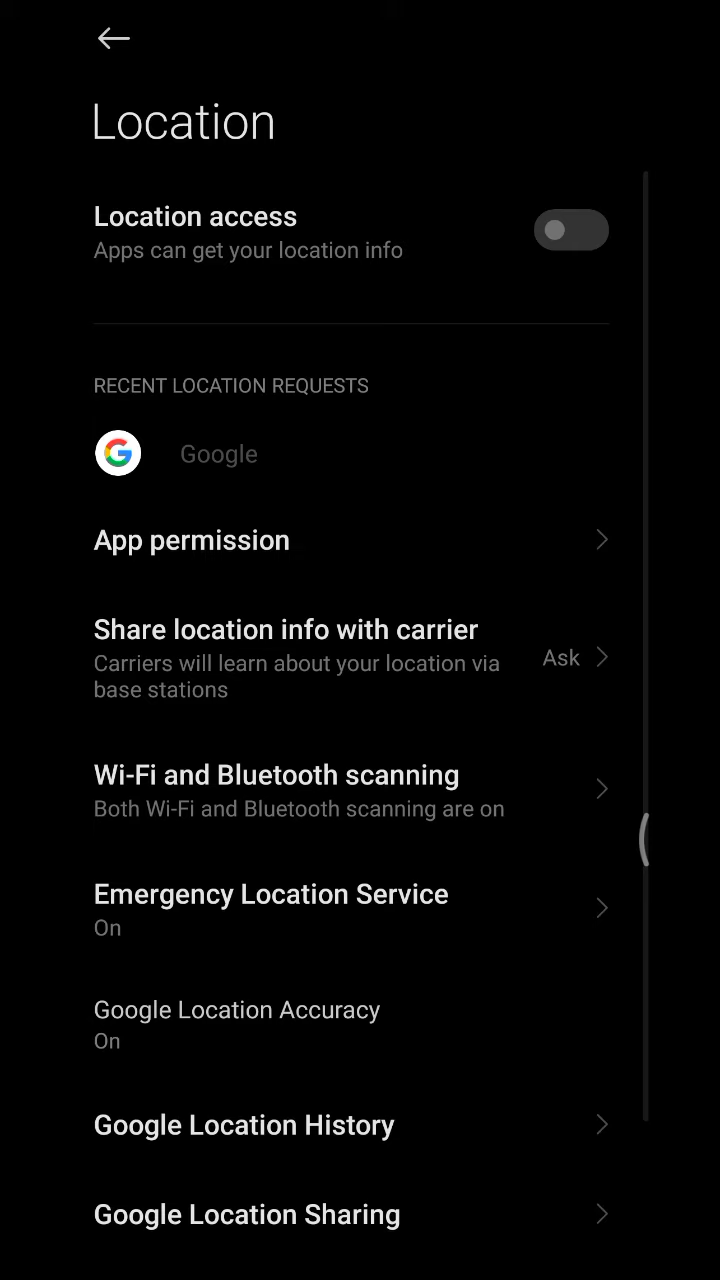 Location
Location access
Apps can get your location info
RECENT LOCATION REQUESTS
Google
App permission
Share location info with carrier
Carriers will learn about your location via
base stations
Ask
Wi-Fi and Bluetooth scanning
Both Wi-Fi and Bluetooth scanning are on
Emergency Location Service
On
Google Location Accuracy
On
Google Location History
Google Location Sharing